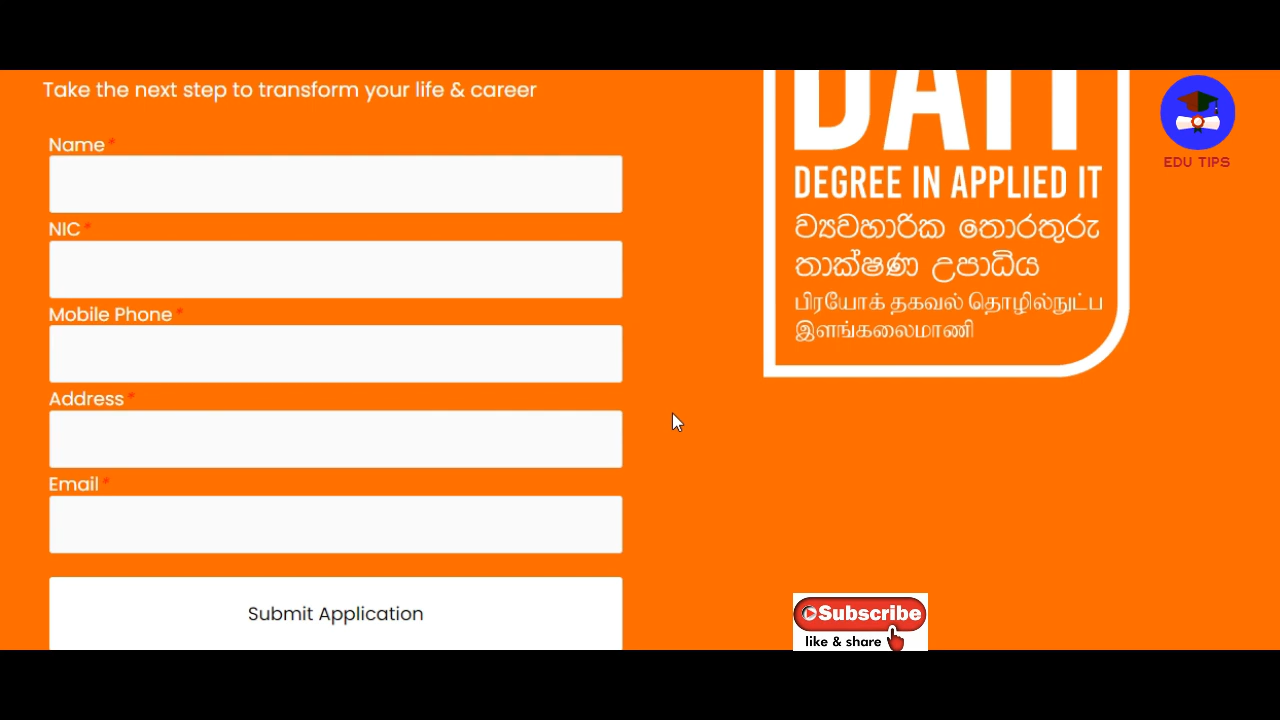 Take the next step to transform your life & career
Name *
NIC *
Mobile Phone *
Address *
Email *
Submit Application
DEGREE IN APPLIED IT
ව්‍යවහාරික තොරතුරු
තාක්ෂණ උපාධිය
பிரயோக் தகவல் தொழில்நுட்ப
இளங்கலைமாணி
EDU TIPS
Subscribe
like & share